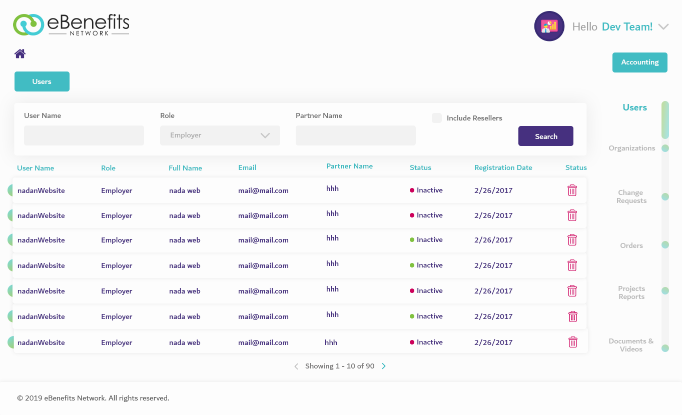 eBenefits
NETWORK
Hello Dev Team!
Accounting
Users
User Name
Role
Partner Name
Employer
Include Resellers
Search
User Name Role Full Name Email Partner Name Status Registration Date Status
nadanWebsite Employer nada web mail@mail.com hhh Inactive 2/26/2017
nadanWebsite Employer nada web mail@mail.com hhh Inactive 2/26/2017
nadanWebsite Employer nada web mail@mail.com hhh Inactive 2/26/2017
nadanWebsite Employer nada web mail@mail.com hhh Inactive 2/26/2017
nadanWebsite Employer nada web mail@mail.com hhh Inactive 2/26/2017
nadanWebsite Employer nada web mail@mail.com hhh Inactive 2/26/2017
nadanWebsite Employer nada web mail@mail.com hhh Inactive 2/26/2017
Showing 1 - 10 of 90
Users
Organizations
Change
Requests
Orders
Projects
Reports
Documents &
Videos
© 2019 eBenefits Network. All rights reserved.